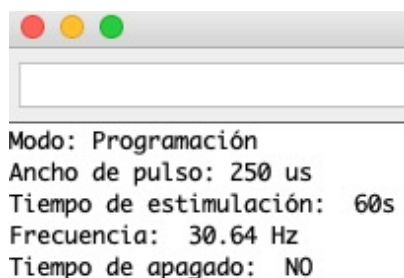 Modo: Programación
Ancho de pulso: 250 us
Tiempo de estimulación:  60s
Frecuencia:  30.64 Hz
Tiempo de apagado:  NO